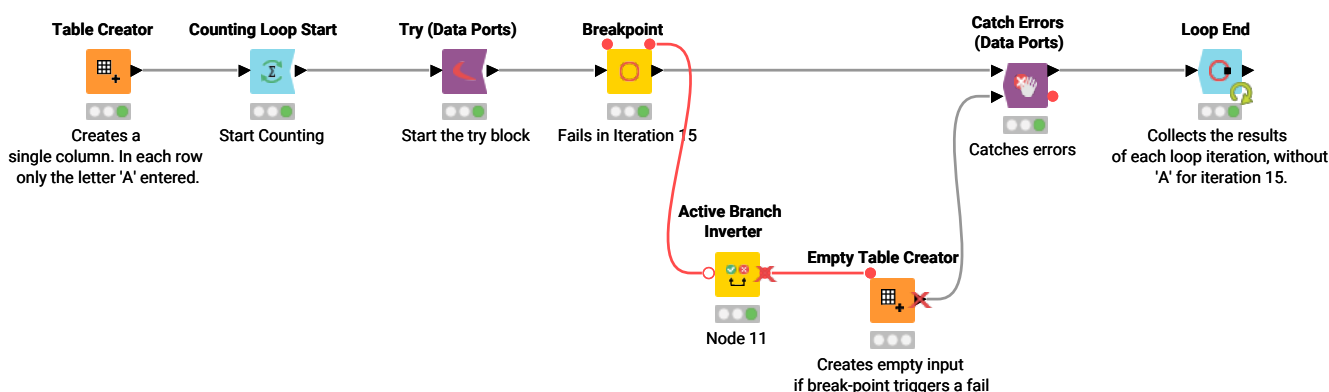 Table Creator
Creates a
single column. In each row
only the letter 'A' entered.
Counting Loop Start
Start Counting
Try (Data Ports)
Start the try block
Breakpoint
Fails in Iteration 15
Catch Errors
(Data Ports)
Catches errors
Loop End
Collects the results
of each loop iteration, without
'A' for iteration 15.
Active Branch
Inverter
Node 11
Empty Table Creator
Creates empty input
if break-point triggers a fail